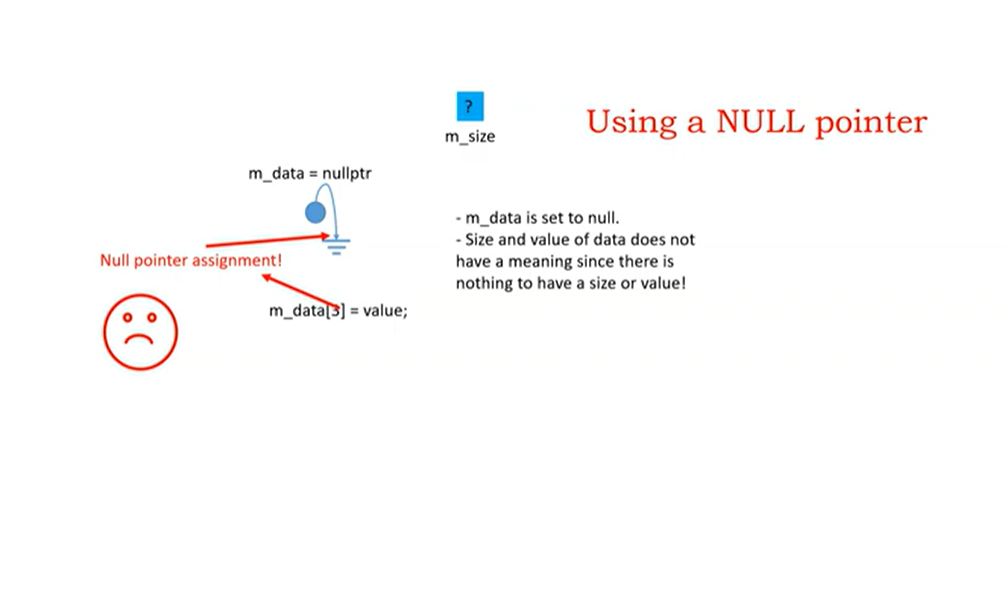 ?
m_size
Using a NULL pointer
m_data = nullptr
- m_data is set to null.
- Size and value of data does not
have a meaning since there is
nothing to have a size or value!
Null pointer assignment!
m_data[3] = value;